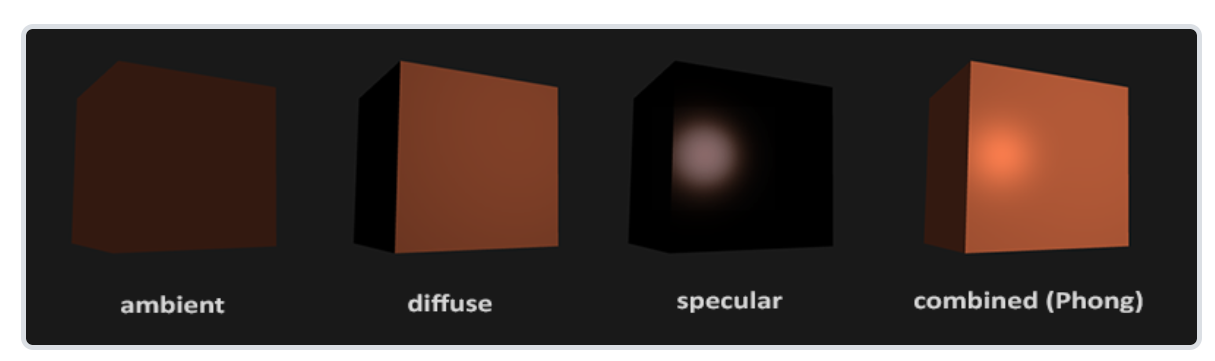 ambient
diffuse
specular
combined (Phong)